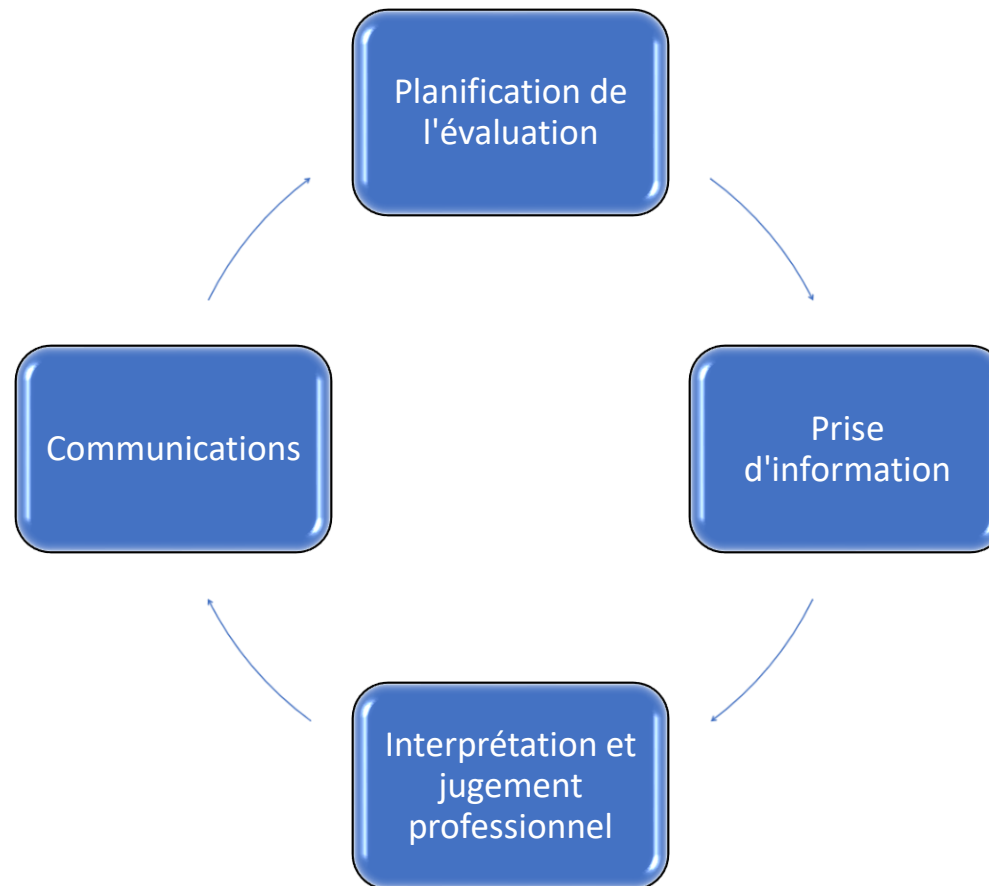 Planification de
l'évaluation
Communications
Prise
d'information
Interprétation et
jugement
professionnel